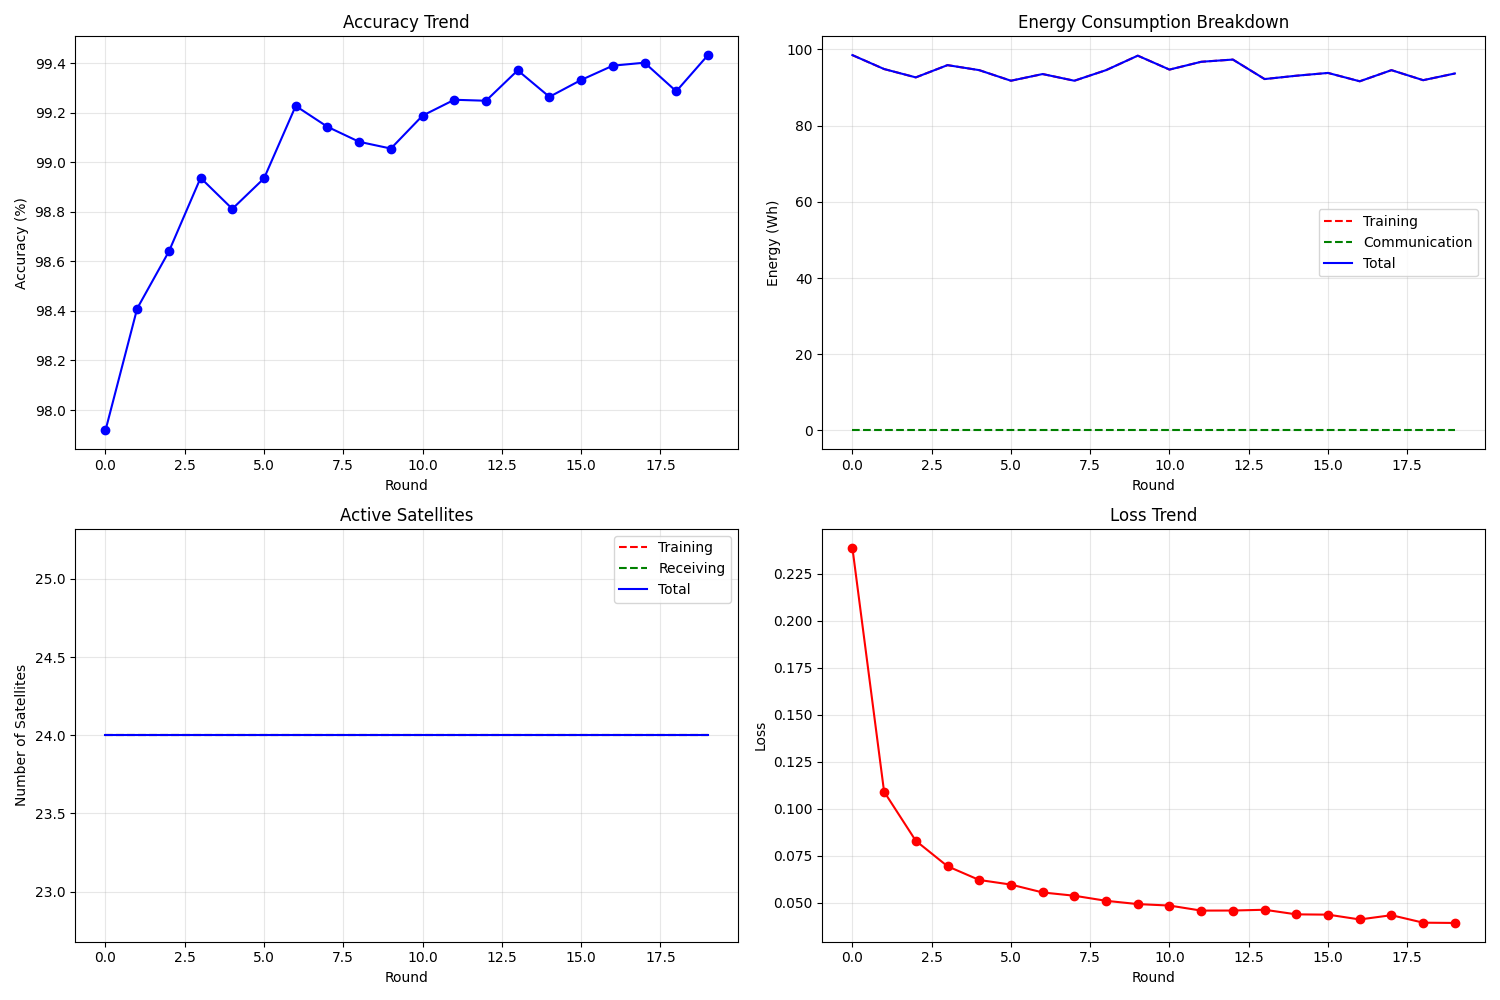 Accuracy Trend
Accuracy (%)
99.4
99.2
99.0
98.8
98.6
98.4
98.2
98.0
0.0 2.5 5.0 7.5 10.0 12.5 15.0 17.5
Round
Energy Consumption Breakdown
Energy (Wh)
100
80
60
40
20
0
Training
Communication
Total
0.0 2.5 5.0 7.5 10.0 12.5 15.0 17.5
Round
Active Satellites
Number of Satellites
25.0
24.5
24.0
23.5
23.0
Training
Receiving
Total
0.0 2.5 5.0 7.5 10.0 12.5 15.0 17.5
Round
Loss Trend
Loss
0.225
0.200
0.175
0.150
0.125
0.100
0.075
0.050
0.0 2.5 5.0 7.5 10.0 12.5 15.0 17.5
Round